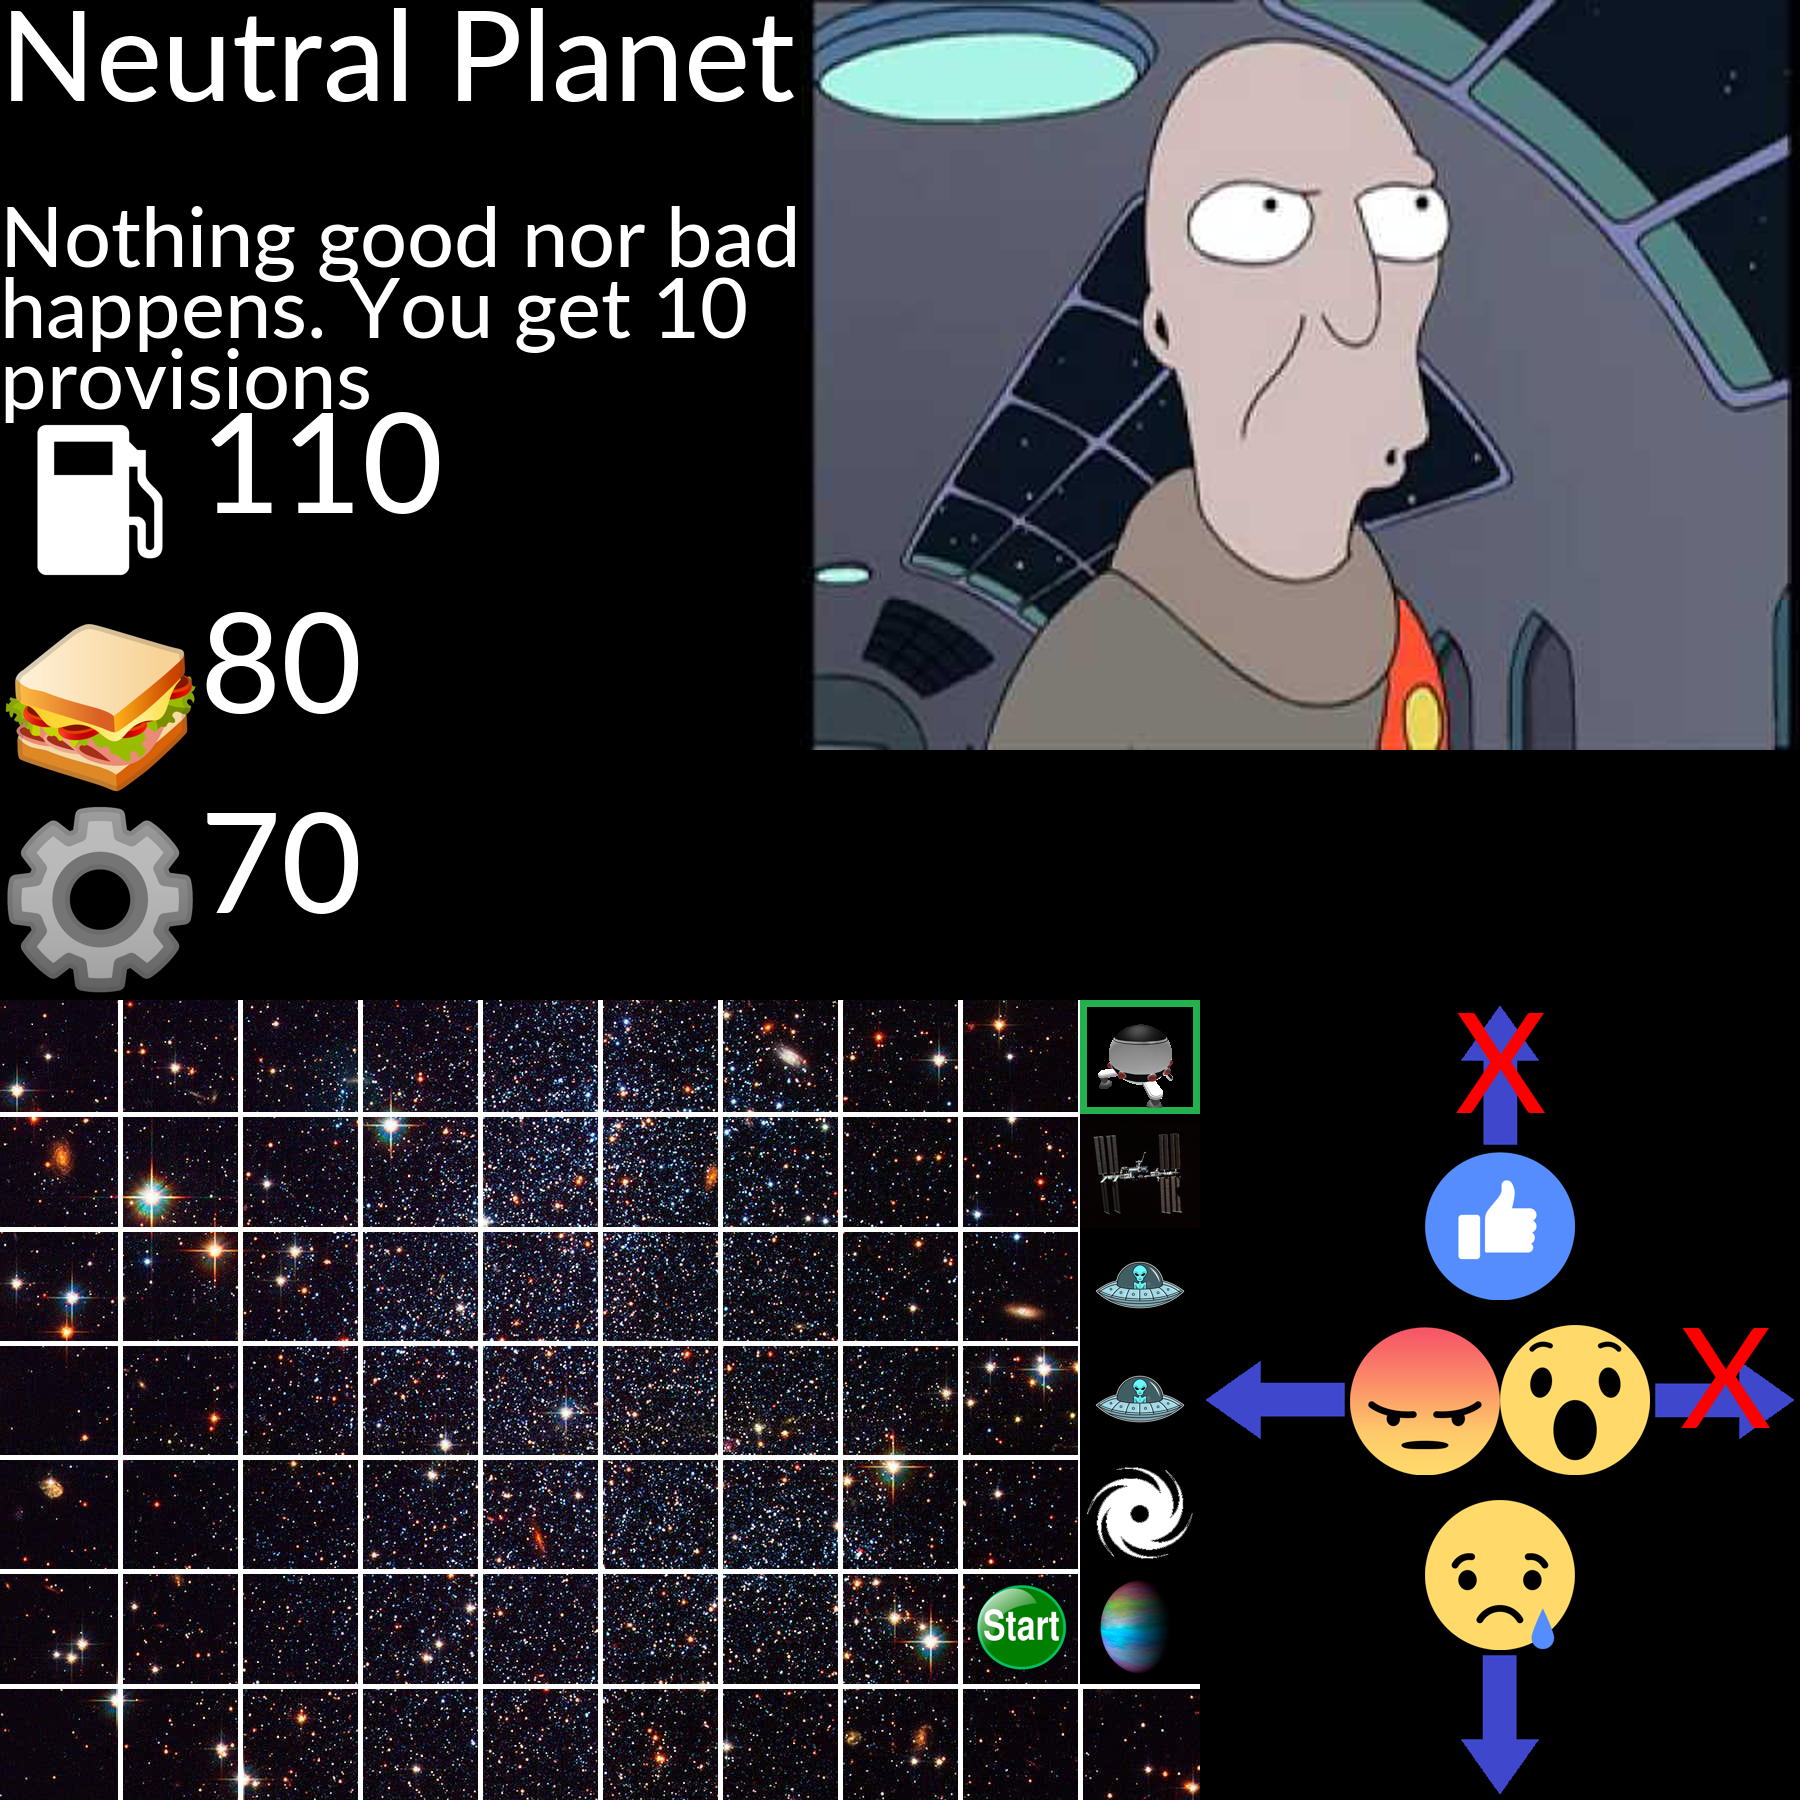 Neutral Planet
Nothing good nor bad
happens. You get 10
provisions
110
80
70
X
X
Start